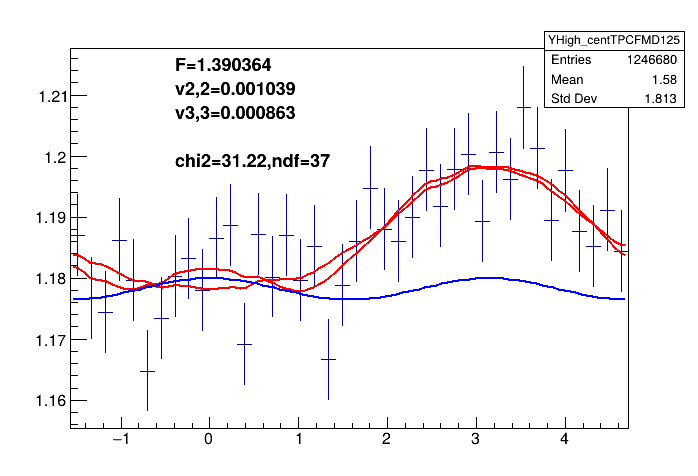 YHigh_centTPCFMD125
Entries 1246680
Mean 1.58
Std Dev 1.813
F=1.390364
v2,2=0.001039
v3,3=0.000863
chi2=31.22,ndf=37
1.21
1.2
1.19
1.18
1.17
1.16
−1 0 1 2 3 4